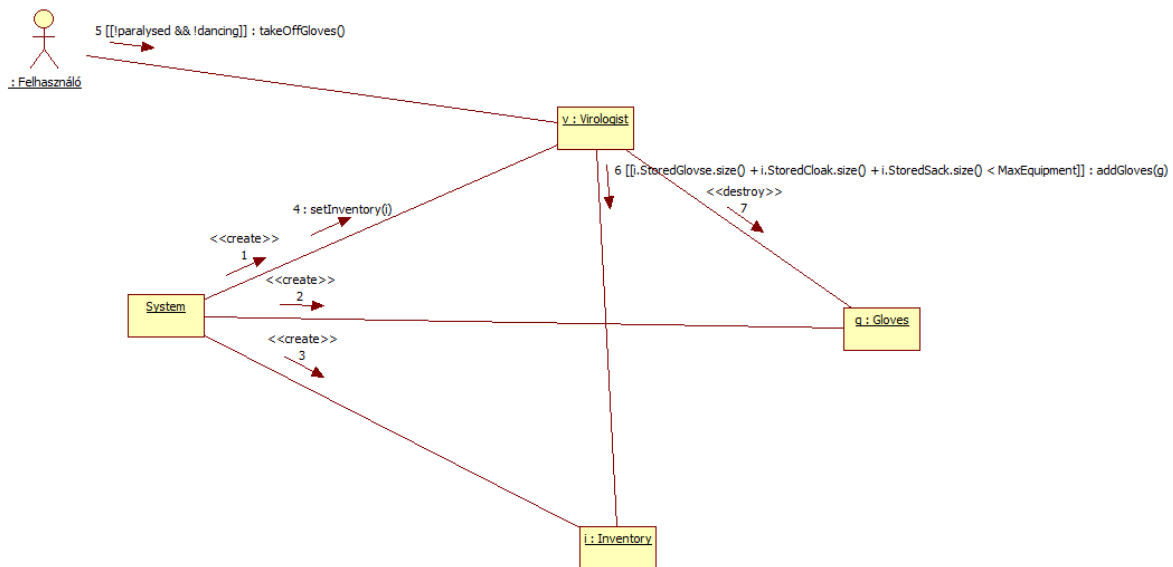 5 [[!paralysed && !dancing]] : takeOffGloves()
: Felhasználó
v : Virologist
6 [[i.StoredGlovse.size() + i.StoredCloak.size() + i.StoredSack.size() < MaxEquipment]] : addGloves(g)
<<destroy>>
7
4 : setInventory(i)
<<create>>
1
<<create>>
2
System
g : Gloves
<<create>>
3
i : Inventory